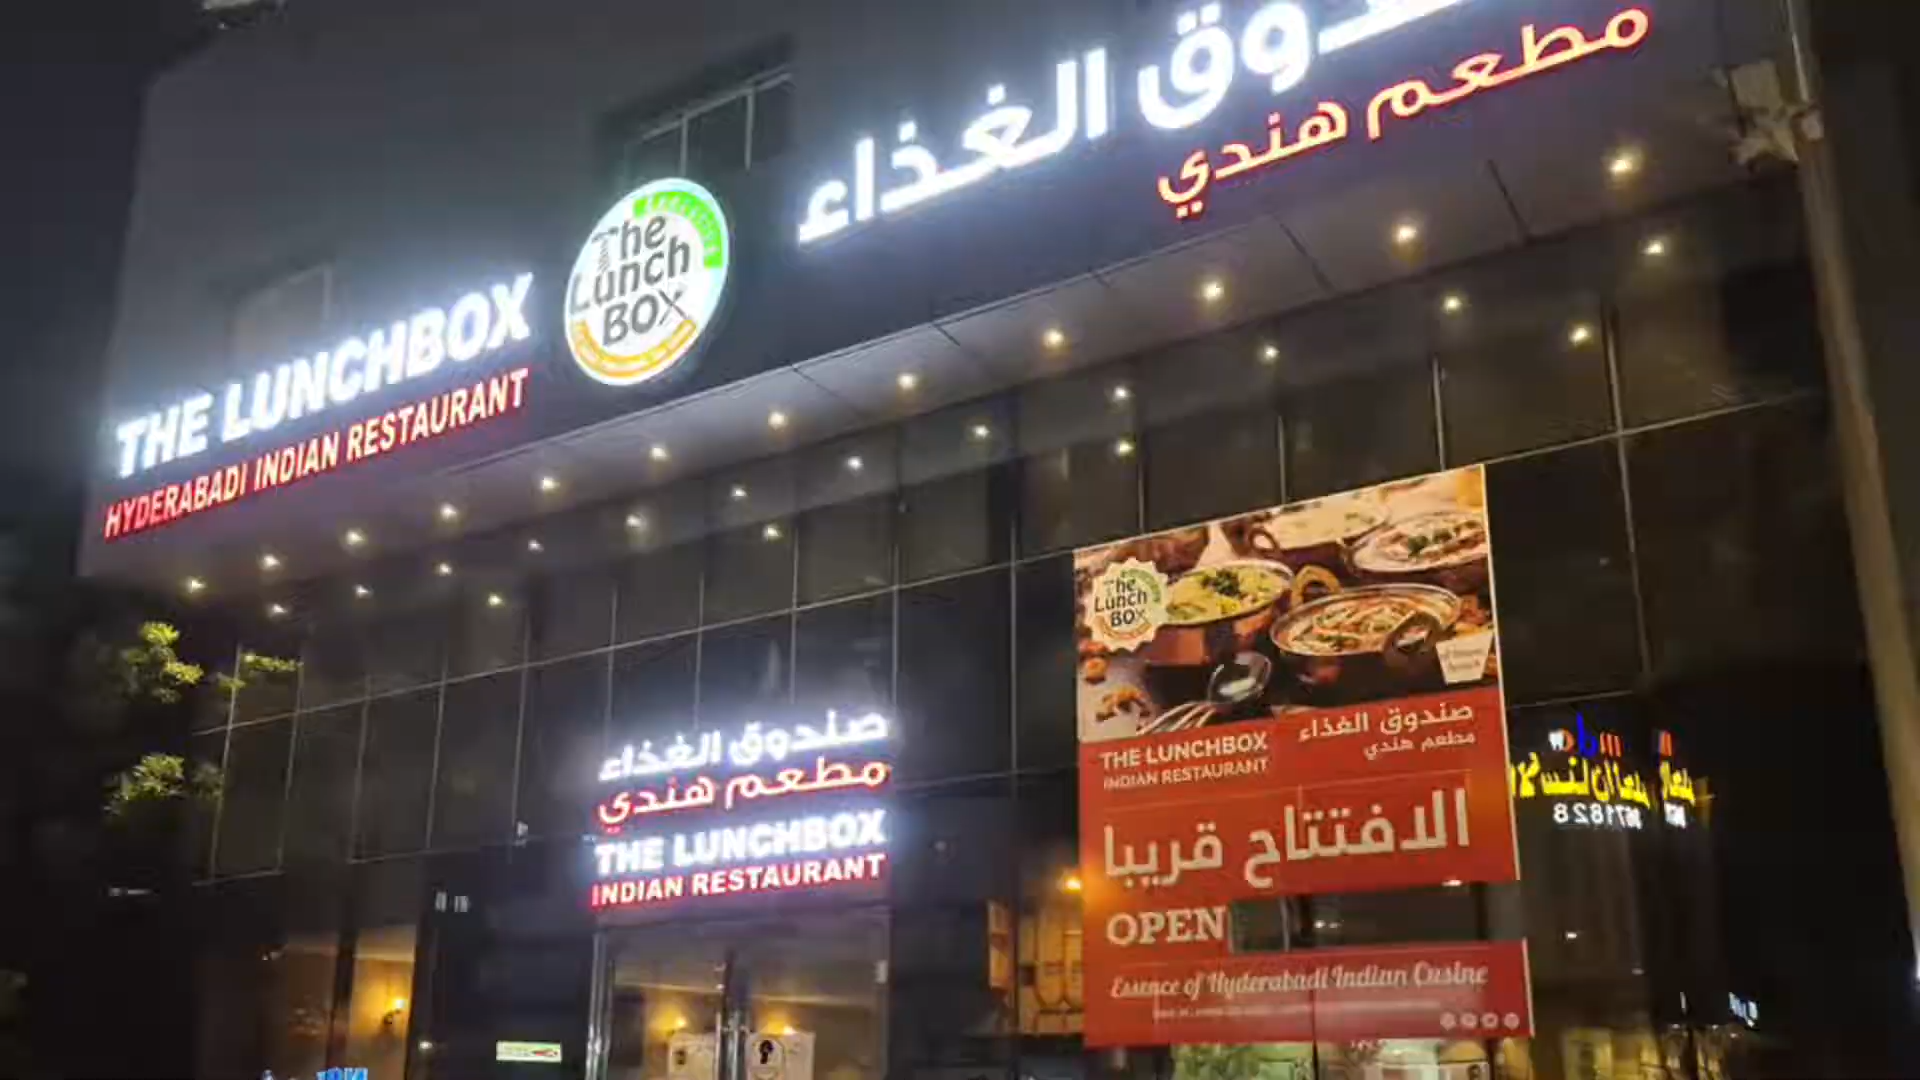 صندوق الغذاء
مطعم هندي
The
Lunch
BOX
THE LUNCHBOX
HYDERABADI INDIAN RESTAURANT
صندوق الغذاء
مطعم هندي
THE LUNCHBOX
INDIAN RESTAURANT
The
Lunch
BOX
صندوق الغذاء
مطعم هندي
THE LUNCHBOX
INDIAN RESTAURANT
الافتتاح قريبا
OPEN
Essence of Hyderabadi Indian Cusine